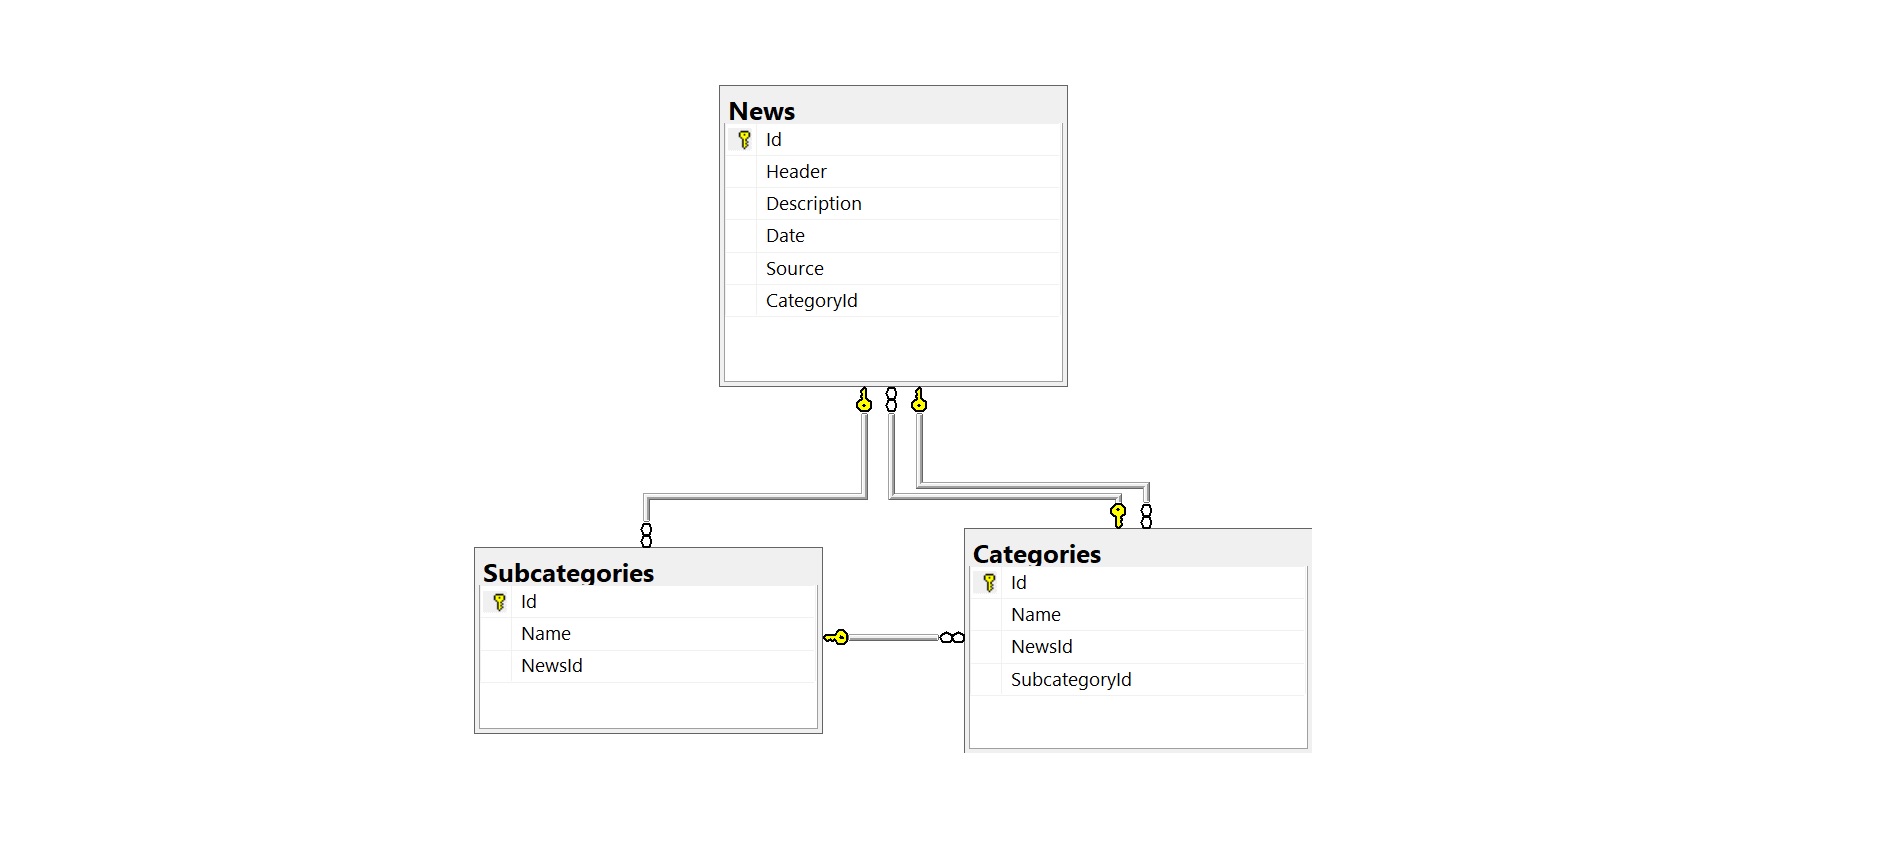 News
Id
Header
Description
Date
Source
CategoryId
Subcategories
Id
Name
NewsId
Categories
Id
Name
NewsId
SubcategoryId